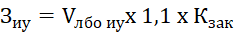 Зиу = Vлбо иух 1,1 х Кзак